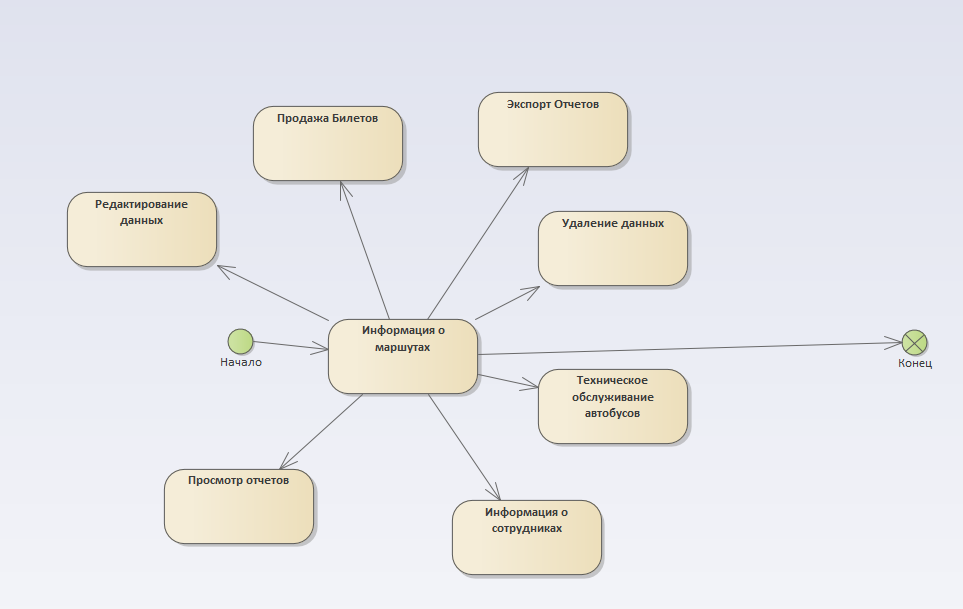 Экспорт Отчетов
Продажа Билетов
Редактирование
данных
Удаление данных
Информация о
маршутах
Начало
Конец
Техническое
обслуживание
автобусов
Просмотр отчетов
Информация о
сотрудниках